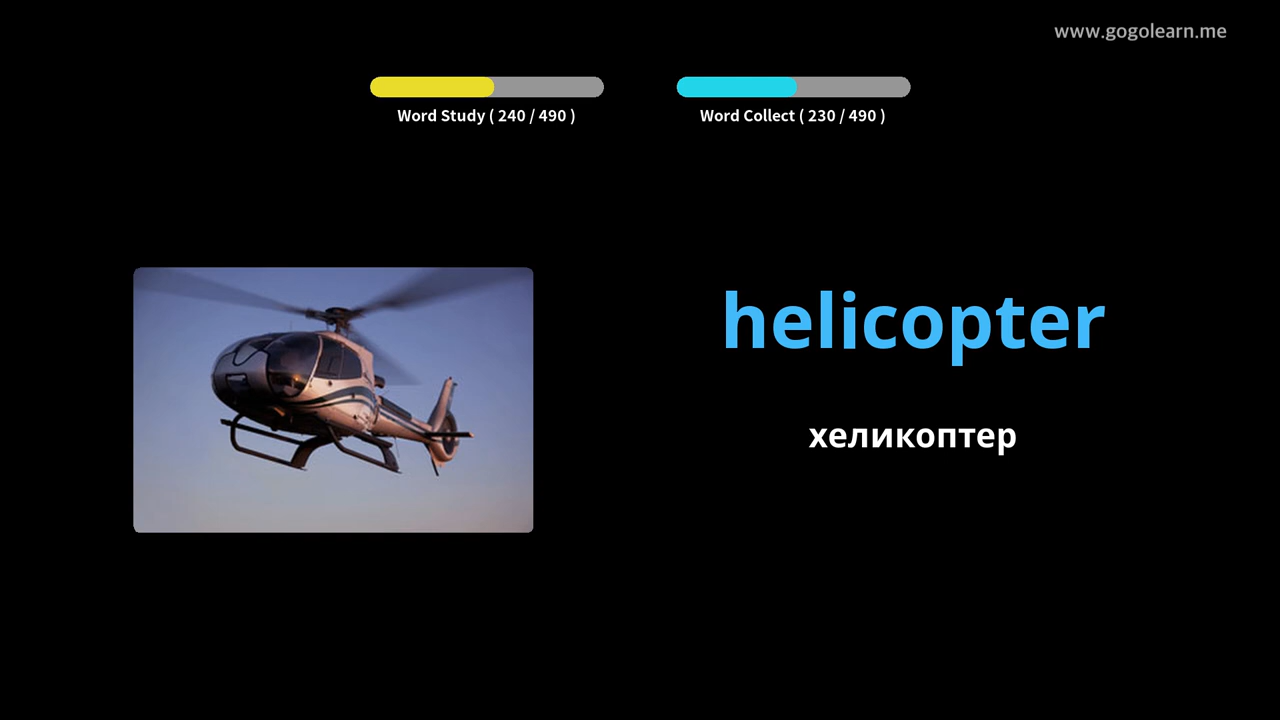 www.gogolearn.me
Word Study ( 240 / 490 )
Word Collect ( 230 / 490 )
helicopter
хеликоптер